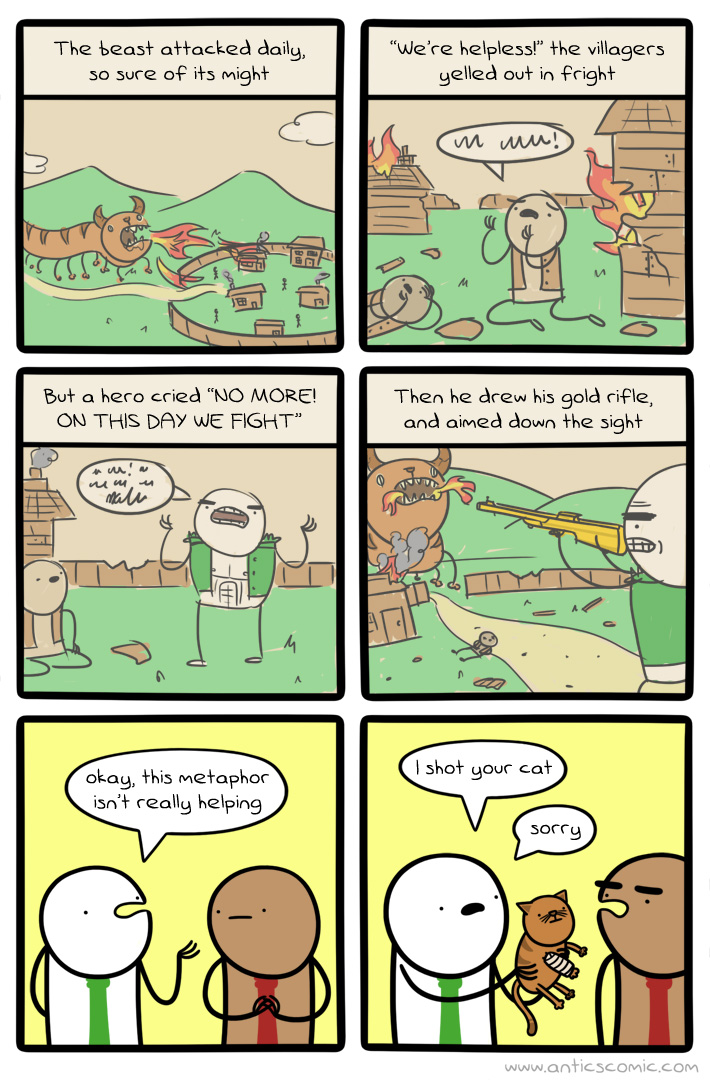 The beast attacked daily,
so sure of its might
"We're helpless!" the villagers
yelled out in fright
But a hero cried "NO MORE!
ON THIS DAY WE FIGHT"
Then he drew his gold rifle,
and aimed down the sight
okay, this metaphor
isn't really helping
I shot your cat
sorry
www.anticscomic.com